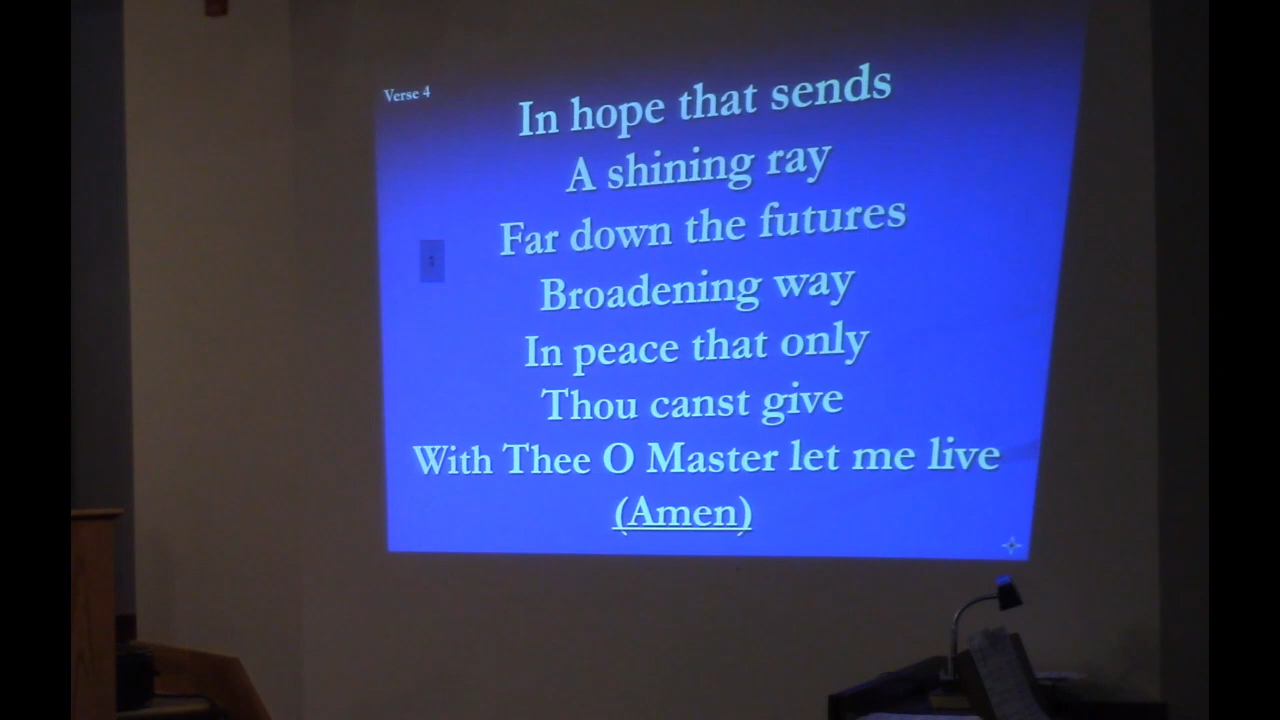 Verse 4
In hope that sends
A shining ray
Far down the futures
Broadening way
In peace that only
Thou canst give
With Thee O Master let me live
(Amen)